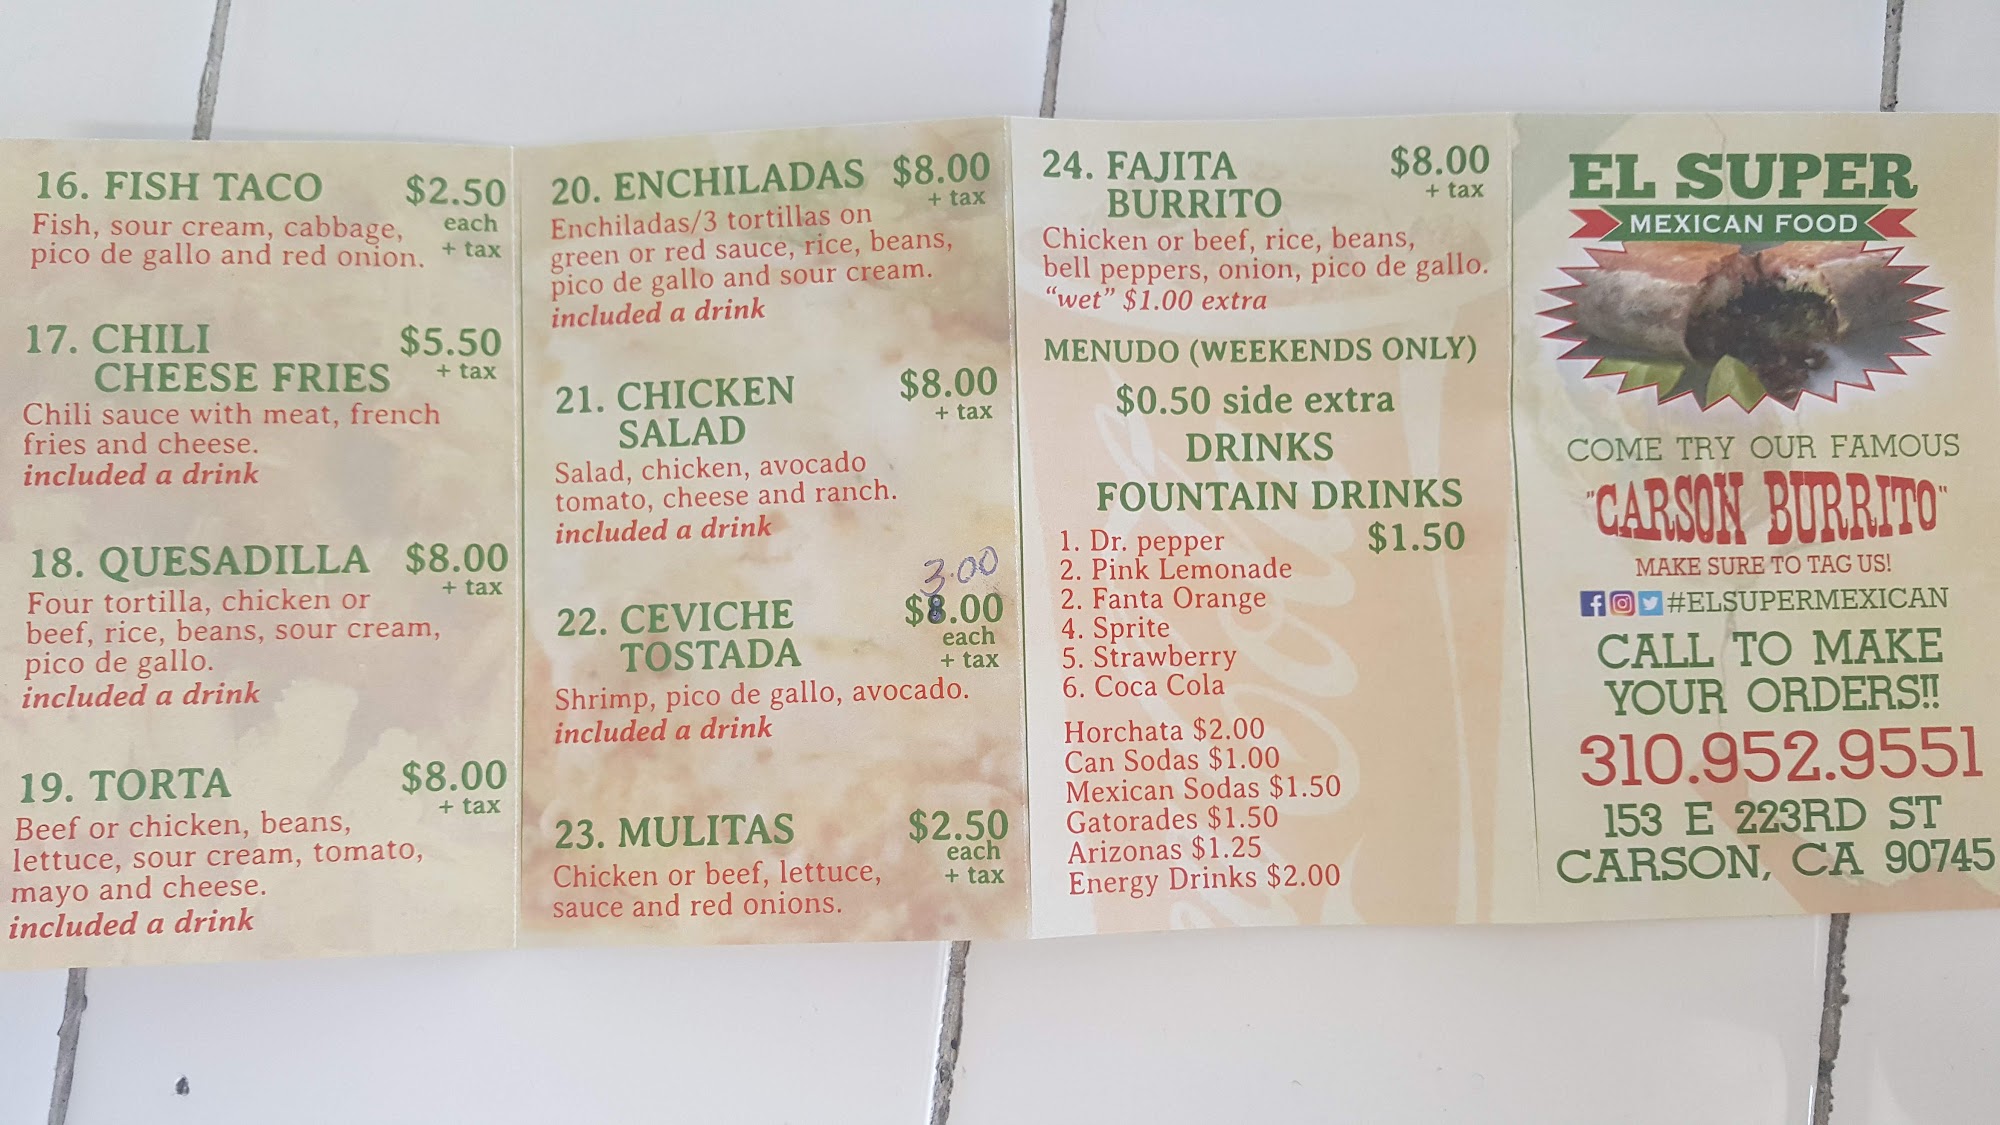 16. FISH TACO $2.50
each
+ tax
Fish, sour cream, cabbage,
pico de gallo and red onion.
17. CHILI
CHEESE FRIES
$5.50
+ tax
Chili sauce with meat, french
fries and cheese.
included a drink
18. QUESADILLA $8.00
+ tax
Four tortilla, chicken or
beef, rice, beans, sour cream,
pico de gallo.
included a drink
19. TORTA $8.00
+ tax
Beef or chicken, beans,
lettuce, sour cream, tomato,
mayo and cheese.
included a drink
20. ENCHILADAS $8.00
+ tax
Enchiladas/3 tortillas on
green or red sauce, rice, beans,
pico de gallo and sour cream.
included a drink
21. CHICKEN
SALAD
$8.00
+ tax
Salad, chicken, avocado
tomato, cheese and ranch.
included a drink
3.00
22. CEVICHE
TOSTADA
$8.00
each
+ tax
Shrimp, pico de gallo, avocado.
included a drink
23. MULITAS $2.50
each
+ tax
Chicken or beef, lettuce,
sauce and red onions.
24. FAJITA
BURRITO
$8.00
+ tax
Chicken or beef, rice, beans,
bell peppers, onion, pico de gallo.
"wet" $1.00 extra
MENUDO (WEEKENDS ONLY)
$0.50 side extra
DRINKS
FOUNTAIN DRINKS
$1.50
1. Dr. pepper
2. Pink Lemonade
2. Fanta Orange
4. Sprite
5. Strawberry
6. Coca Cola
Horchata $2.00
Can Sodas $1.00
Mexican Sodas $1.50
Gatorades $1.50
Arizonas $1.25
Energy Drinks $2.00
EL SUPER
MEXICAN FOOD
COME TRY OUR FAMOUS
"CARSON BURRITO"
MAKE SURE TO TAG US!
#ELSUPERMEXICAN
CALL TO MAKE
YOUR ORDERS!!
310.952.9551
153 E 223RD ST
CARSON, CA 90745